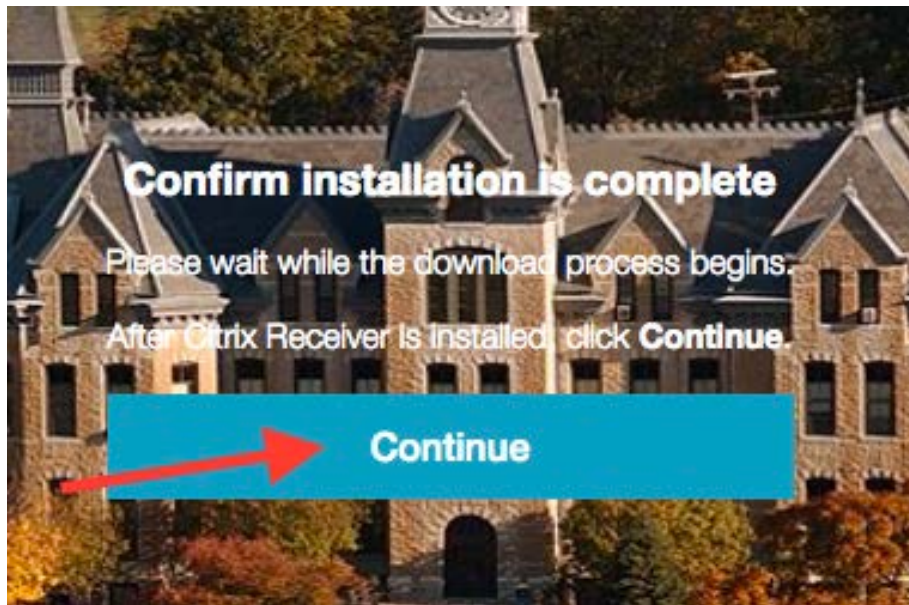 Confirm installation is complete
Please wait while the download process begins.
After Citrix Receiver is installed, click Continue.
Continue